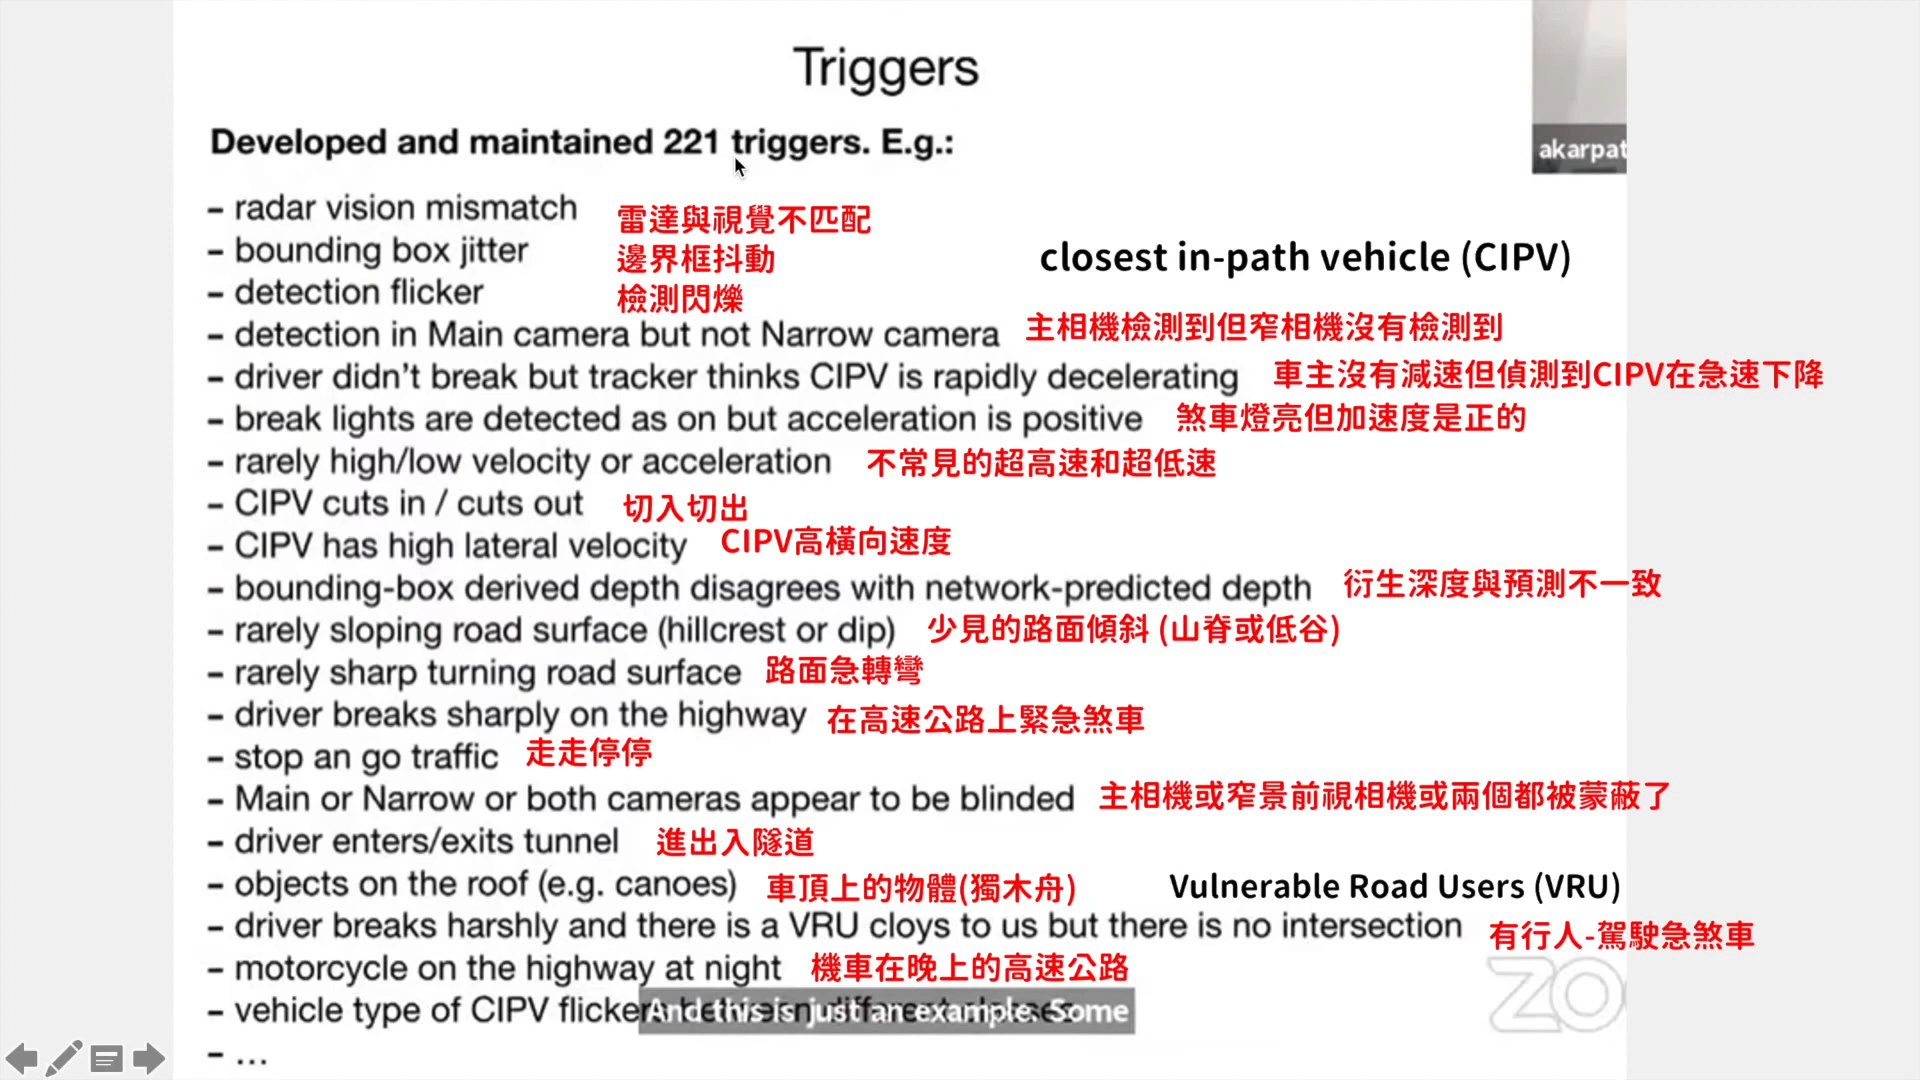 Triggers
akarpat
Developed and maintained 221 triggers. E.g.:
– radar vision mismatch 雷達與視覺不匹配
– bounding box jitter 邊界框抖動
closest in-path vehicle (CIPV)
– detection flicker 檢測閃爍
– detection in Main camera but not Narrow camera 主相機檢測到但窄相機沒有檢測到
– driver didn't break but tracker thinks CIPV is rapidly decelerating 車主沒有減速但偵測到CIPV在急速下降
– break lights are detected as on but acceleration is positive 煞車燈亮但加速度是正的
– rarely high/low velocity or acceleration 不常見的超高速和超低速
– CIPV cuts in / cuts out 切入切出
– CIPV has high lateral velocity CIPV高橫向速度
– bounding-box derived depth disagrees with network-predicted depth 衍生深度與預測不一致
– rarely sloping road surface (hillcrest or dip) 少見的路面傾斜 (山脊或低谷)
– rarely sharp turning road surface 路面急轉彎
– driver breaks sharply on the highway 在高速公路上緊急煞車
– stop an go traffic 走走停停
– Main or Narrow or both cameras appear to be blinded 主相機或窄景前視相機或兩個都被蒙蔽了
– driver enters/exits tunnel 進出入隧道
– objects on the roof (e.g. canoes) 車頂上的物體(獨木舟)
Vulnerable Road Users (VRU)
– driver breaks harshly and there is a VRU cloys to us but there is no intersection 有行人-駕駛急煞車
– motorcycle on the highway at night 機車在晚上的高速公路
– vehicle type of CIPV flicker
And this is just an example. Some
– ...
ZO